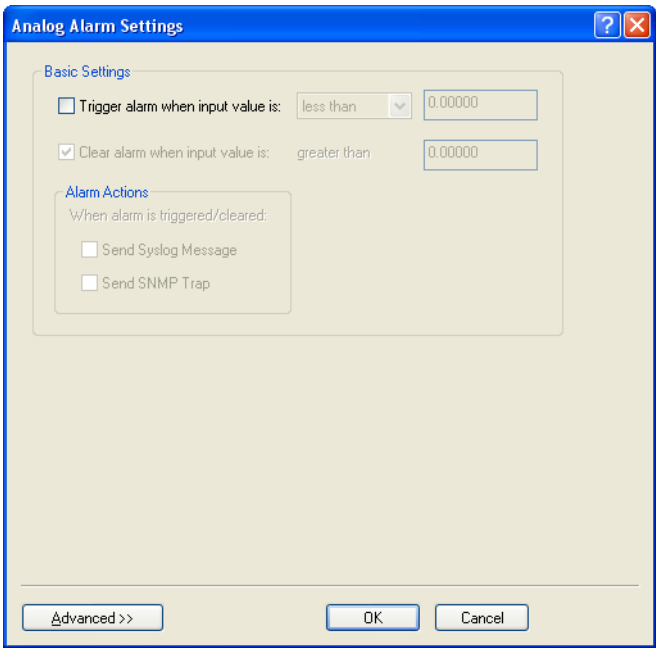 Analog Alarm Settings
Basic Settings
Trigger alarm when input value is: less than 0.00000
Clear alarm when input value is: greater than 0.00000
Alarm Actions
When alarm is triggered/cleared:
Send Syslog Message
Send SNMP Trap
Advanced >> OK Cancel